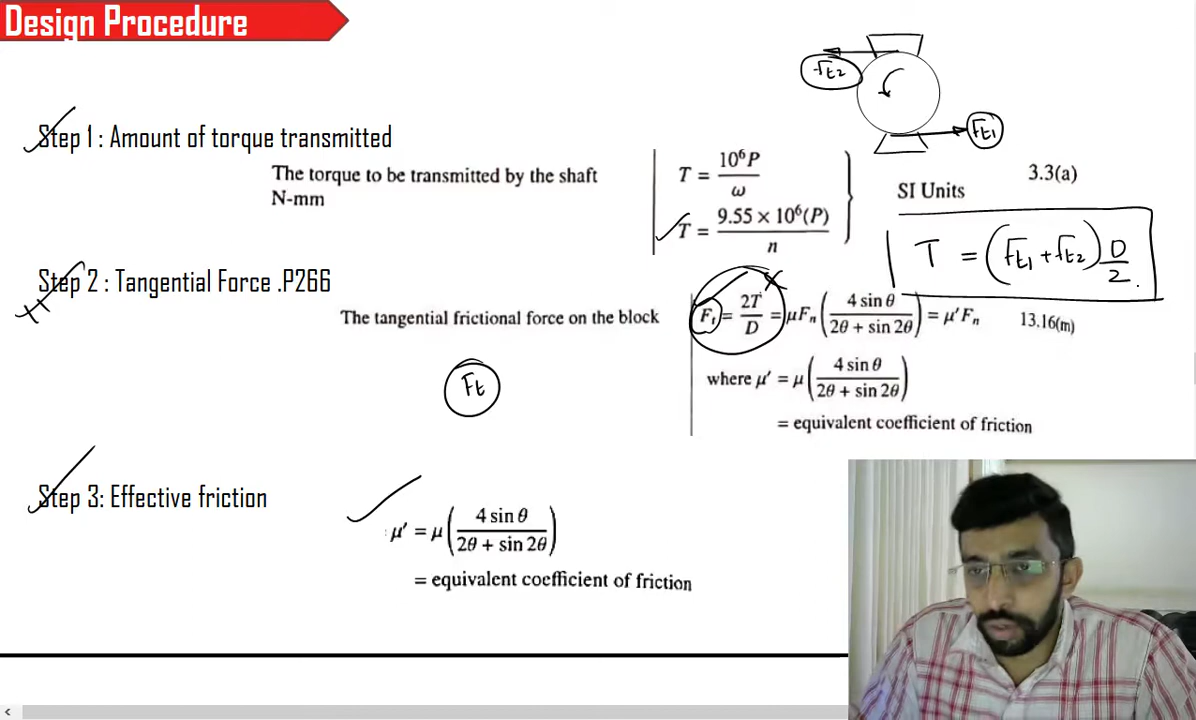 Design Procedure
Ft2
Ft1
Step 1 : Amount of torque transmitted
The torque to be transmitted by the shaft
N-mm
T = 10⁶P / ω
T = 9.55 × 10⁶(P) / n
SI Units
3.3(a)
T = (Ft1 + Ft2) D/2.
Step 2 : Tangential Force .P266
The tangential frictional force on the block
Ft = 2T/D = μFn (4 sin θ / 2θ + sin 2θ) = μ′Fn
13.16(m)
where μ′ = μ (4 sin θ / 2θ + sin 2θ)
= equivalent coefficient of friction
Ft
Step 3: Effective friction
μ′ = μ (4 sin θ / 2θ + sin 2θ)
= equivalent coefficient of friction